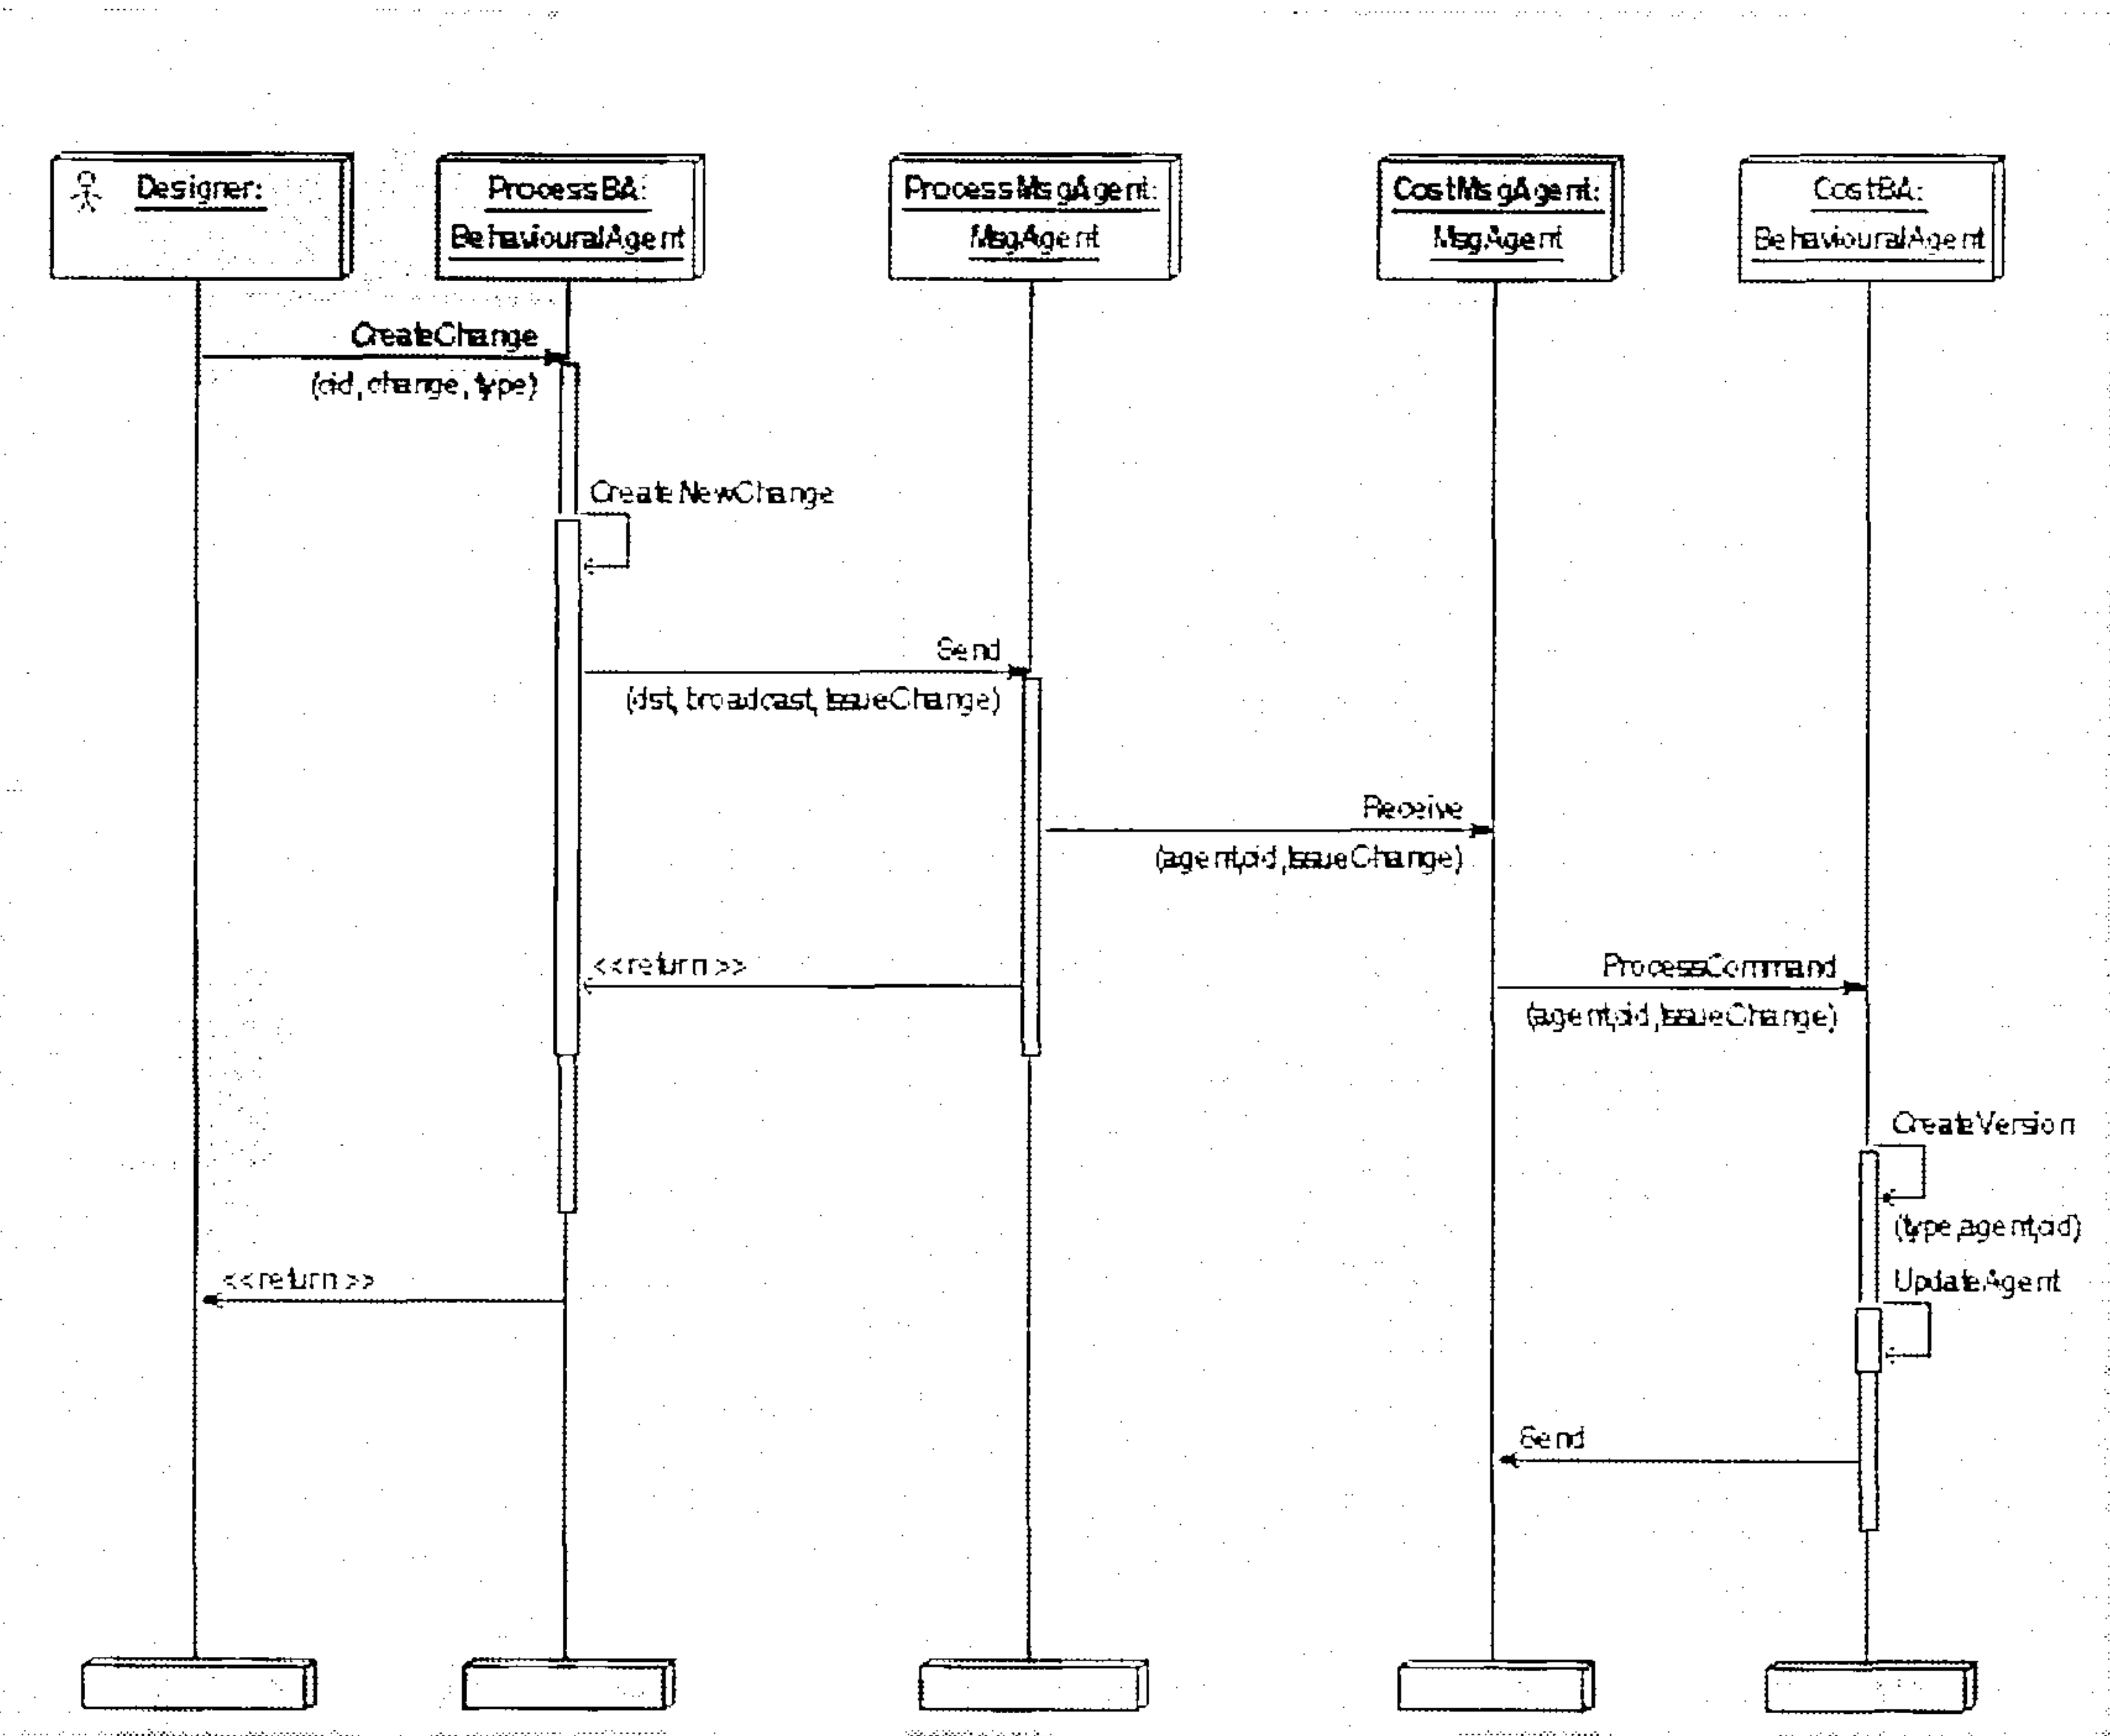 Designer:
ProcessBA:
BehaviouralAgent
ProcessMsgAgent:
MsgAgent
CostMsgAgent:
MsgAgent
CostBA:
BehaviouralAgent
CreateChange
(cid, change, type)
CreateNewChange
Send
(dst, broadcast, IssueChange)
Receive
(agent,cid,IssueChange)
<<return>>
ProcessCommand
(agent,cid,IssueChange)
CreateVersion
(type,agent,cid)
UpdateAgent
<<return>>
Send